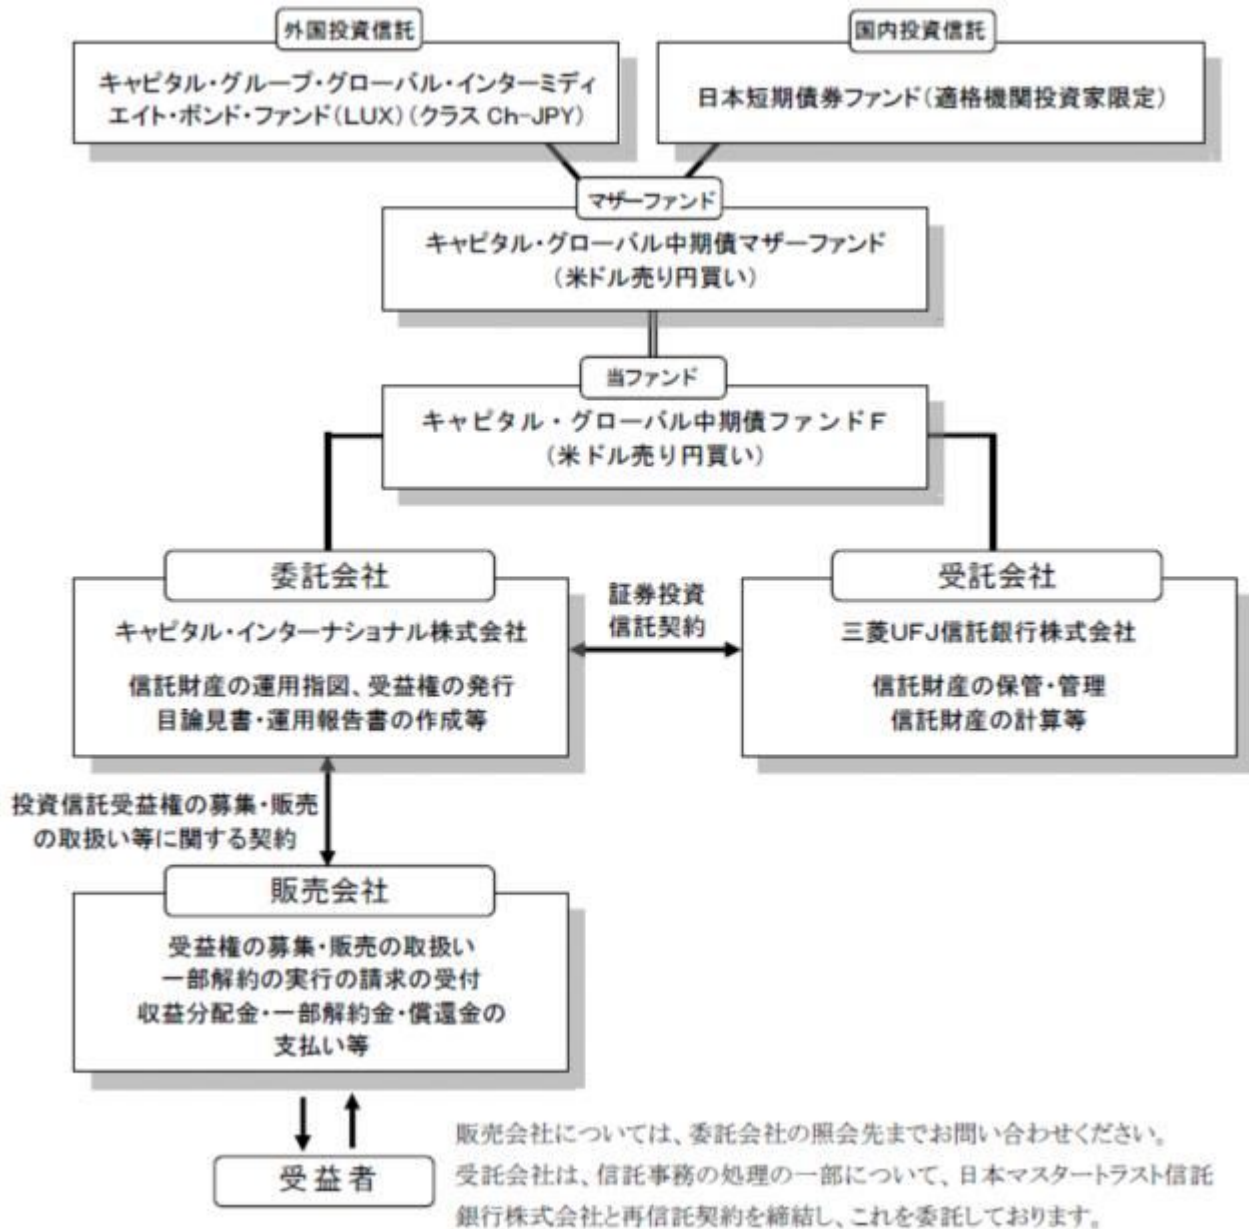 外国投資信託
キャピタル・グループ・グローバル・インターミディ
エイト・ボンド・ファンド(LUX)(クラス Ch-JPY)
国内投資信託
日本短期債券ファンド(適格機関投資家限定)
マザーファンド
キャピタル・グローバル中期債マザーファンド
(米ドル売り円買い)
当ファンド
キャピタル・グローバル中期債ファンドF
(米ドル売り円買い)
委託会社
キャピタル・インターナショナル株式会社
信託財産の運用指図、受益権の発行
目論見書・運用報告書の作成等
証券投資
信託契約
受託会社
三菱UFJ信託銀行株式会社
信託財産の保管・管理
信託財産の計算等
投資信託受益権の募集・販売
の取扱い等に関する契約
販売会社
受益権の募集・販売の取扱い
一部解約の実行の請求の受付
収益分配金・一部解約金・償還金の
支払い等
受益者
販売会社については、委託会社の照会先までお問い合わせください。
受託会社は、信託事務の処理の一部について、日本マスタートラスト信託
銀行株式会社と再信託契約を締結し、これを委託しております。